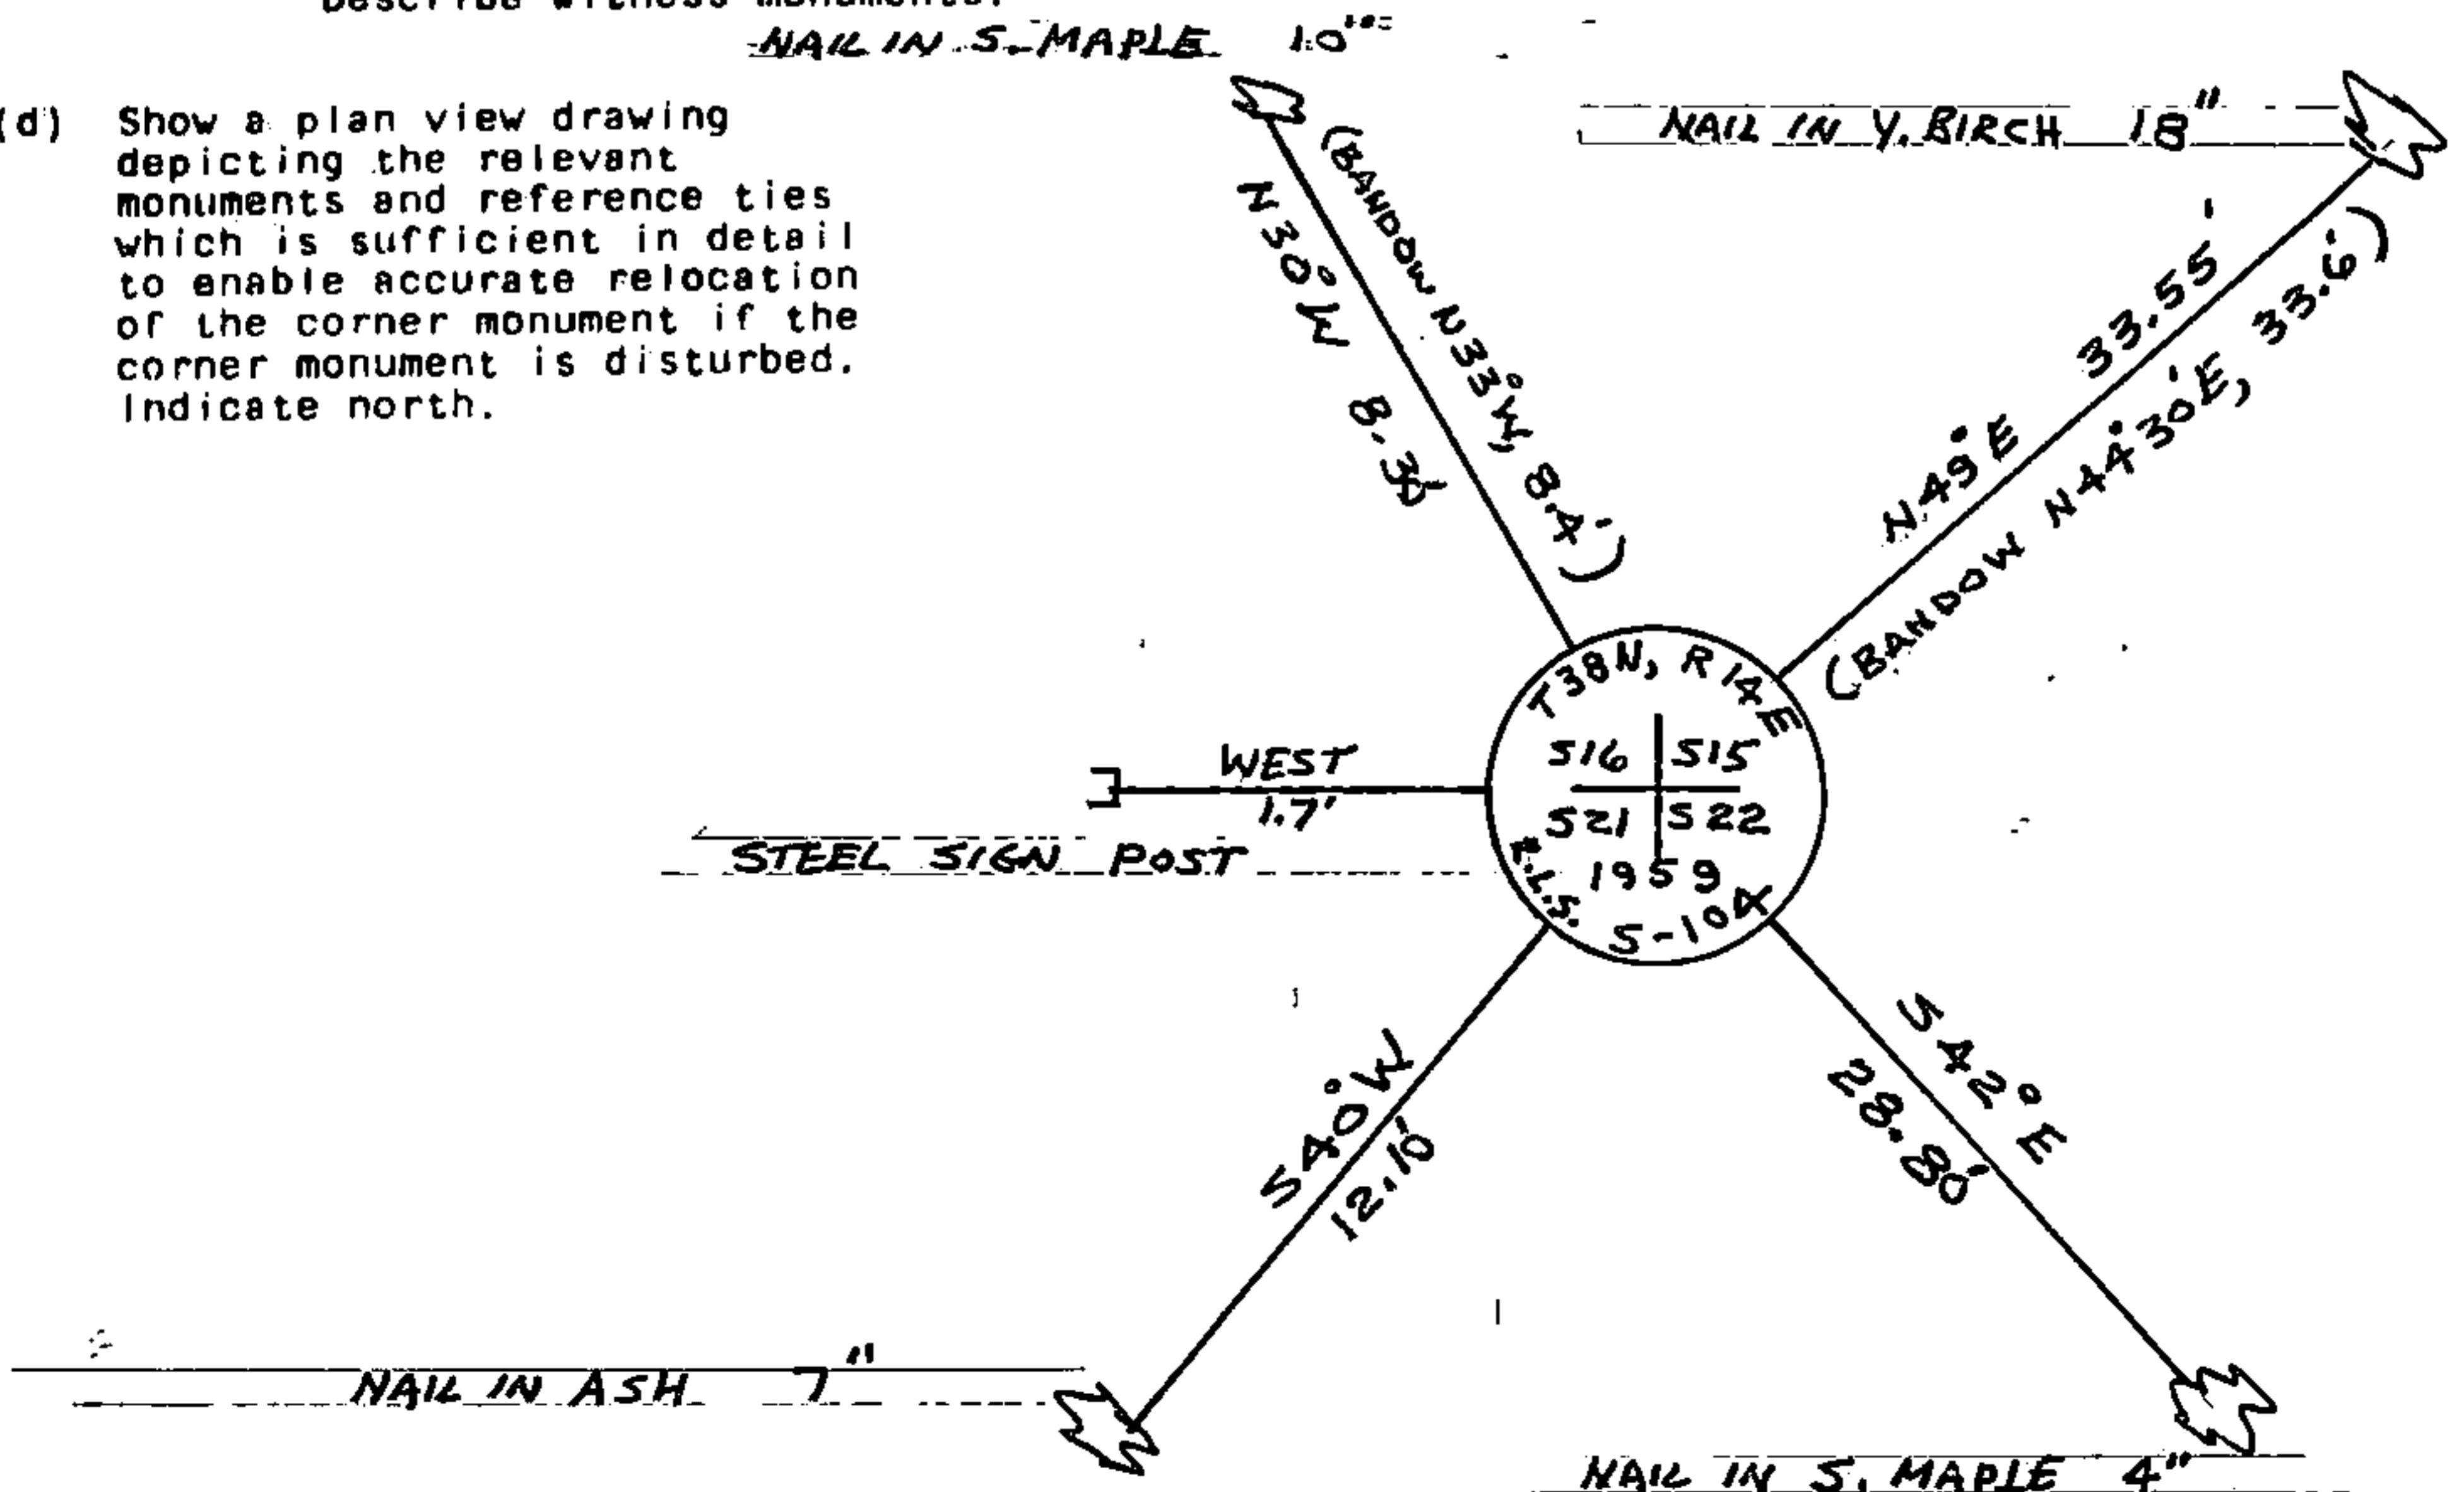 Describe witness monuments.
NAIL IN S. MAPLE 10"
(d) Show a plan view drawing
depicting the relevant
monuments and reference ties
which is sufficient in detail
to enable accurate relocation
of the corner monument if the
corner monument is disturbed.
Indicate north.
NAIL IN Y. BIRCH 18"
(BANDOW N33°W, 8.4')
N30°W
33.55'
N49°E
(BANDOW N44°30'E, 33.6')
T38N, R14E
S16 S15
S21 S22
1959
R.L.S. S-104
WEST
1.7'
STEEL SIGN POST
S40°W
12.10'
S42°E
28.80'
NAIL IN ASH 7"
NAIL IN S. MAPLE 4"